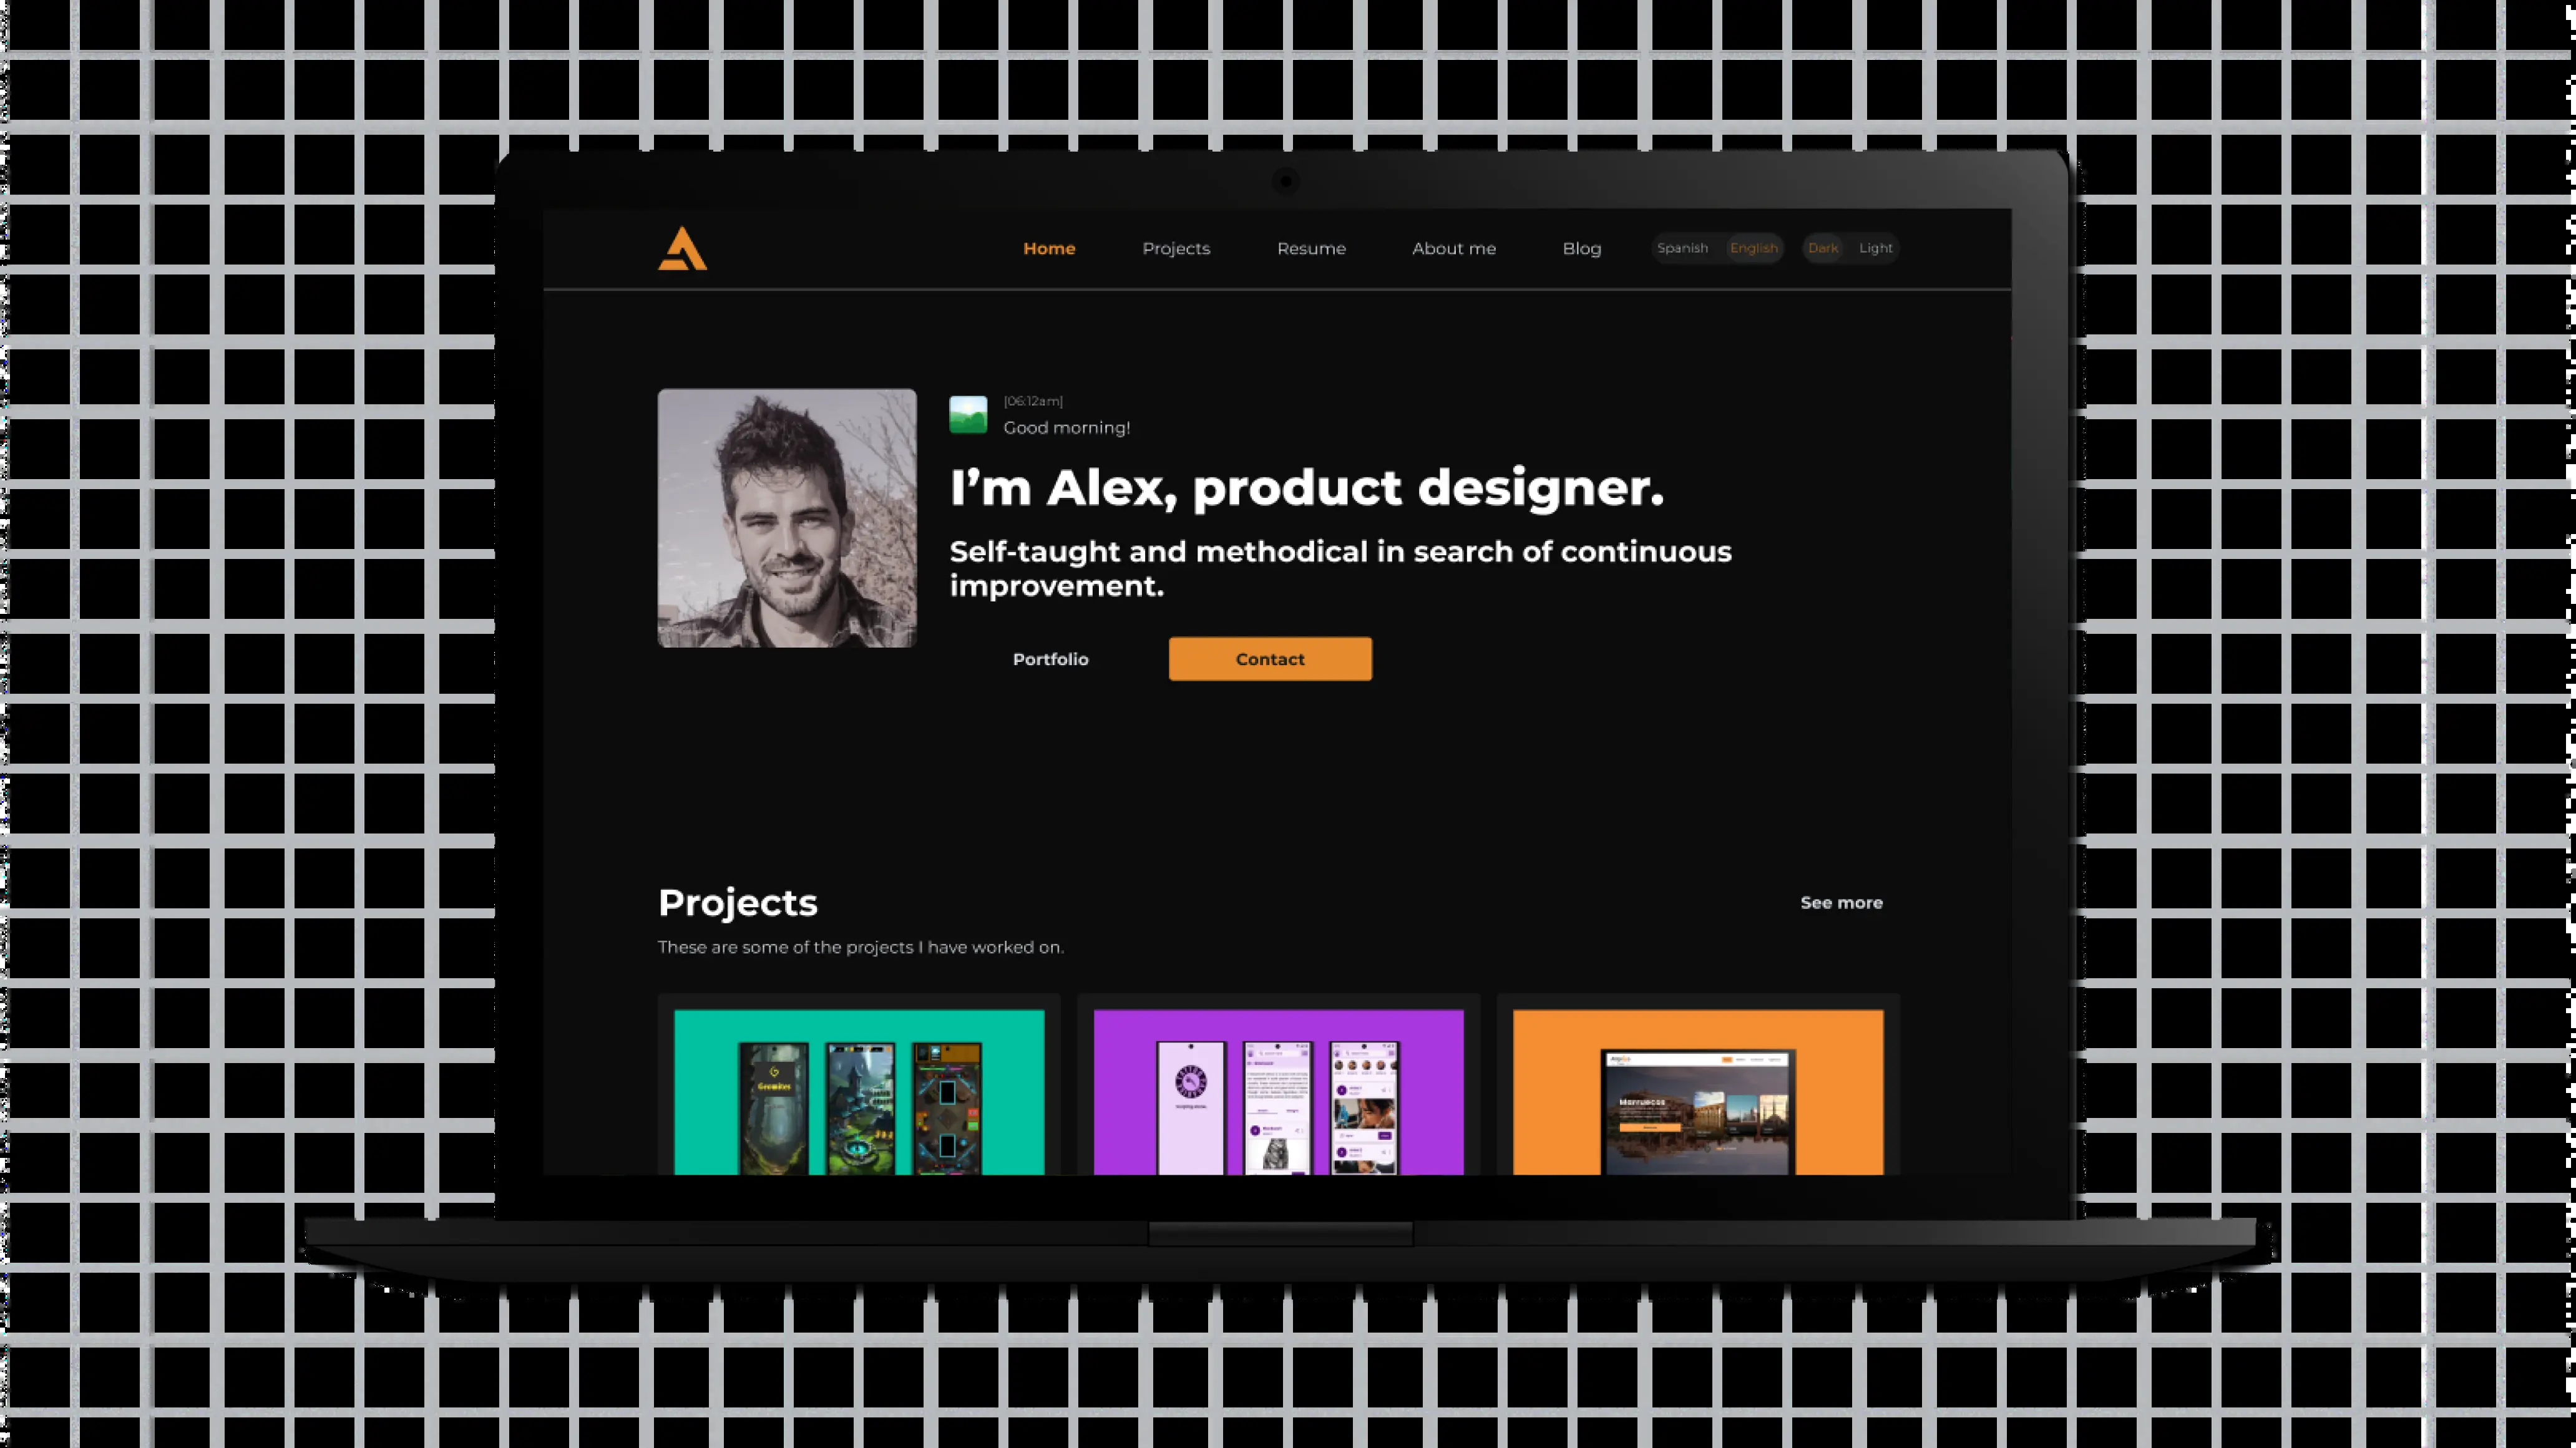 Home Projects Resume About me Blog Spanish English Dark Light
[06:12am]
Good morning!
I'm Alex, product designer.
Self-taught and methodical in search of continuous
improvement.
Portfolio Contact
Projects See more
These are some of the projects I have worked on.
Geomites
Marruecos